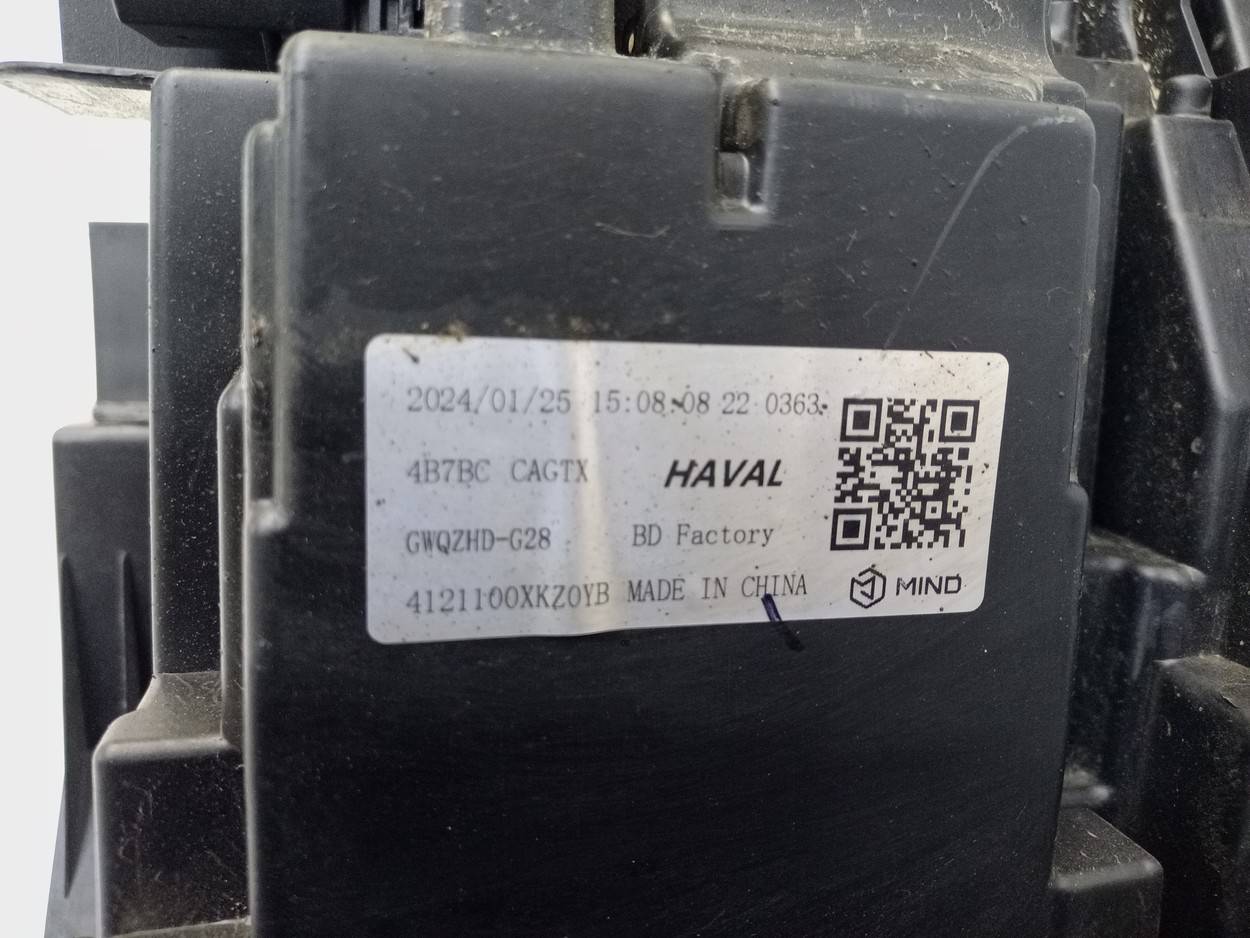 2024/01/25 15:08:08 22 0363
4B7BC CAGTX HAVAL
GWQZHD-G28 BD Factory
4121100XKZ0YB MADE IN CHINA MIND